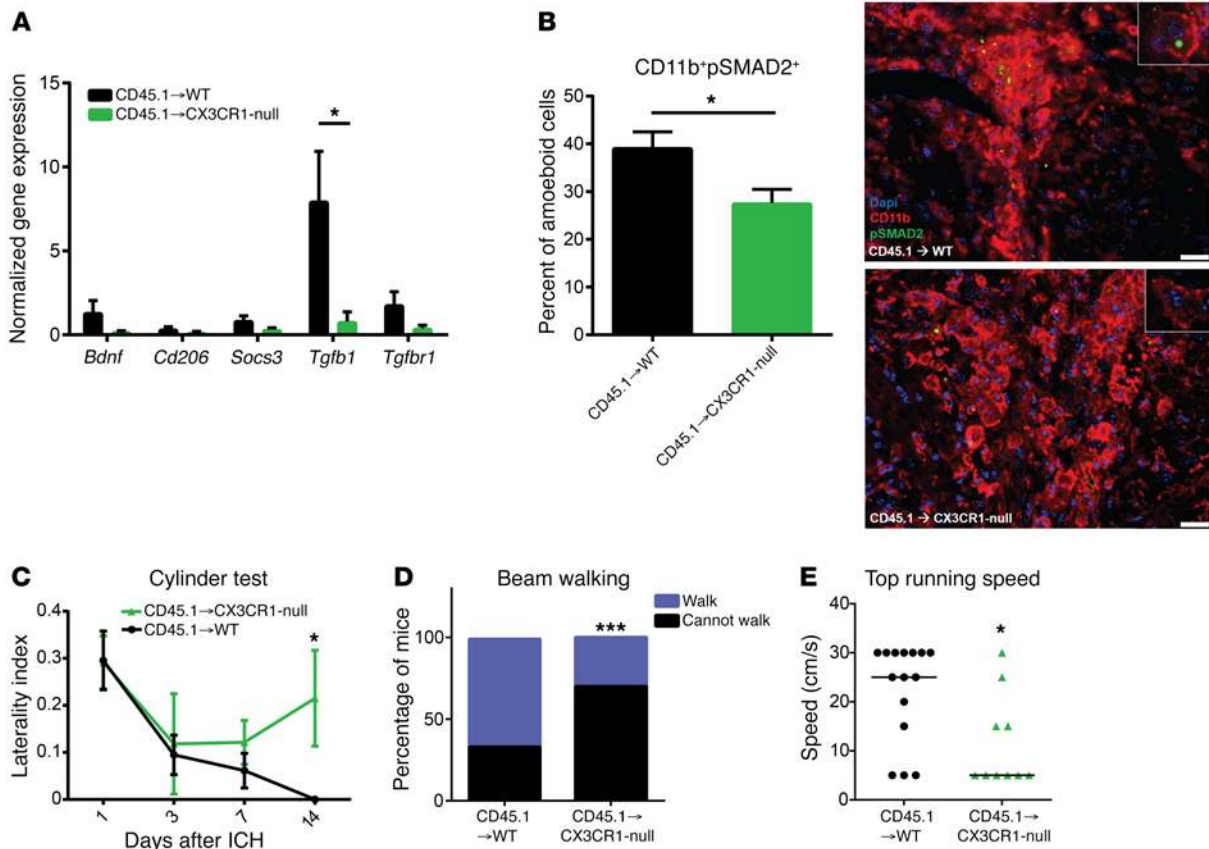 A
CD45.1→WT
CD45.1→CX3CR1-null
*
15
10
5
0
Normalized gene expression
Bdnf Cd206 Socs3 Tgfb1 Tgfbr1
B
CD11b+pSMAD2+
*
50
40
30
20
10
0
Percent of amoeboid cells
CD45.1→WT
CD45.1→CX3CR1-null
Dapi
CD11b
pSMAD2
CD45.1 → WT
CD45.1 → CX3CR1-null
C
Cylinder test
CD45.1→CX3CR1-null
CD45.1→WT
*
0.4
0.3
0.2
0.1
0
Laterality index
1 3 7 14
Days after ICH
D
Beam walking
Walk
Cannot walk
***
100
50
0
Percentage of mice
CD45.1
→WT
CD45.1→
CX3CR1-null
E
Top running speed
*
40
30
20
10
0
Speed (cm/s)
CD45.1
→WT
CD45.1→
CX3CR1-null